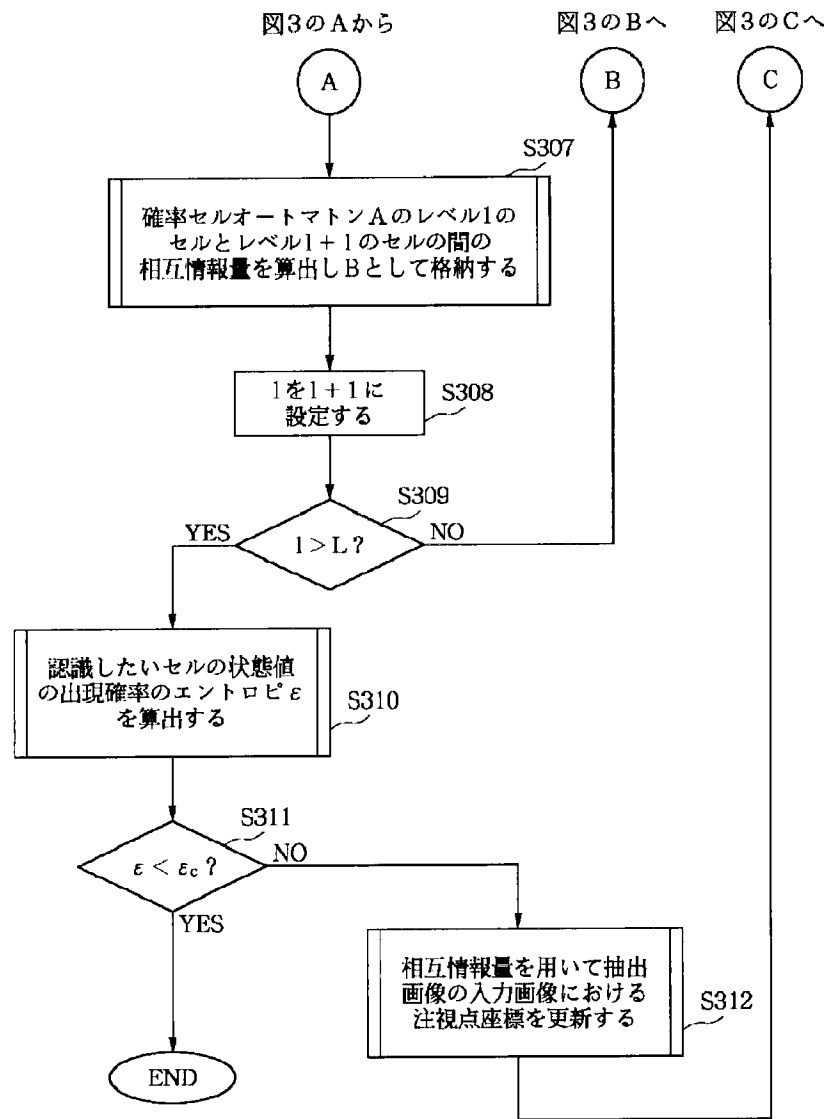 図3のAから
図3のBへ
図3のCへ
A
B
C
S307
確率セルオートマトンAのレベルlの
セルとレベルl+1のセルの間の
相互情報量を算出しBとして格納する
lをl+1に
設定する
S308
S309
YES
l>L?
NO
認識したいセルの状態値
の出現確率のエントロピε
を算出する
S310
S311
ε<εc?
NO
YES
相互情報量を用いて抽出
画像の入力画像における
注視点座標を更新する
S312
END